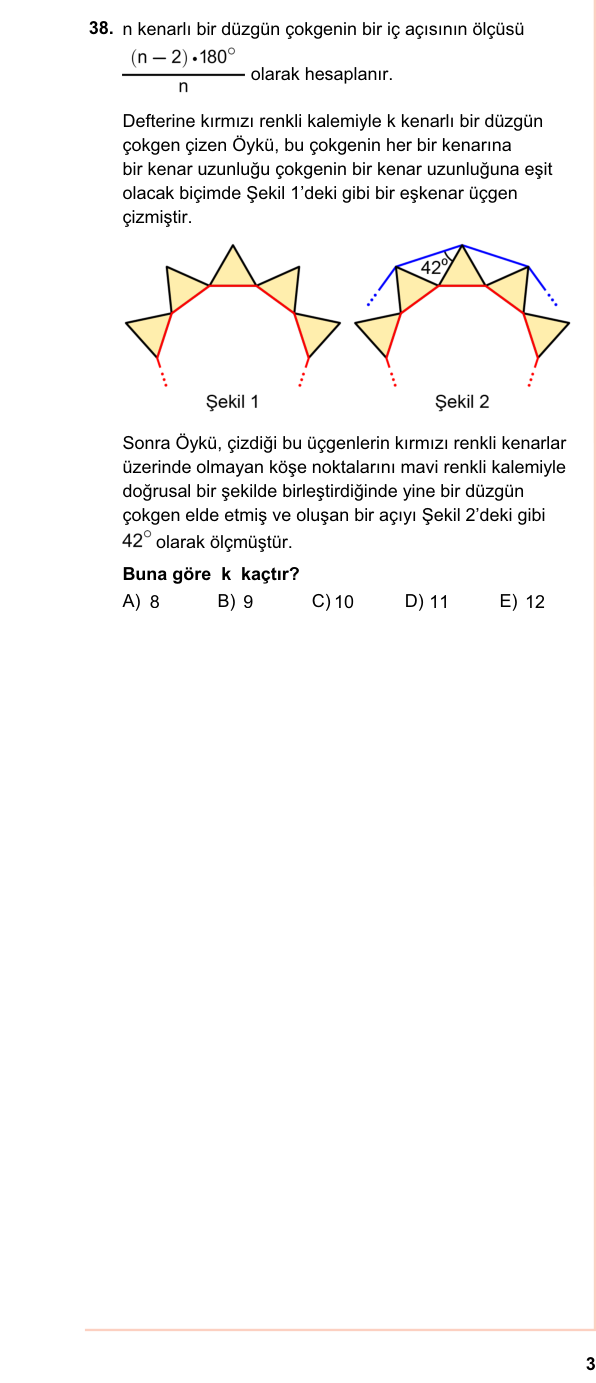 38. n kenarlı bir düzgün çokgenin bir iç açısının ölçüsü
(n − 2) • 180°
n
olarak hesaplanır.
Defterine kırmızı renkli kalemiyle k kenarlı bir düzgün
çokgen çizen Öykü, bu çokgenin her bir kenarına
bir kenar uzunluğu çokgenin bir kenar uzunluğuna eşit
olacak biçimde Şekil 1'deki gibi bir eşkenar üçgen
çizmiştir.
42°
Şekil 1
Şekil 2
Sonra Öykü, çizdiği bu üçgenlerin kırmızı renkli kenarlar
üzerinde olmayan köşe noktalarını mavi renkli kalemiyle
doğrusal bir şekilde birleştirdiğinde yine bir düzgün
çokgen elde etmiş ve oluşan bir açıyı Şekil 2'deki gibi
42° olarak ölçmüştür.
Buna göre k kaçtır?
A) 8 B) 9 C) 10 D) 11 E) 12
3